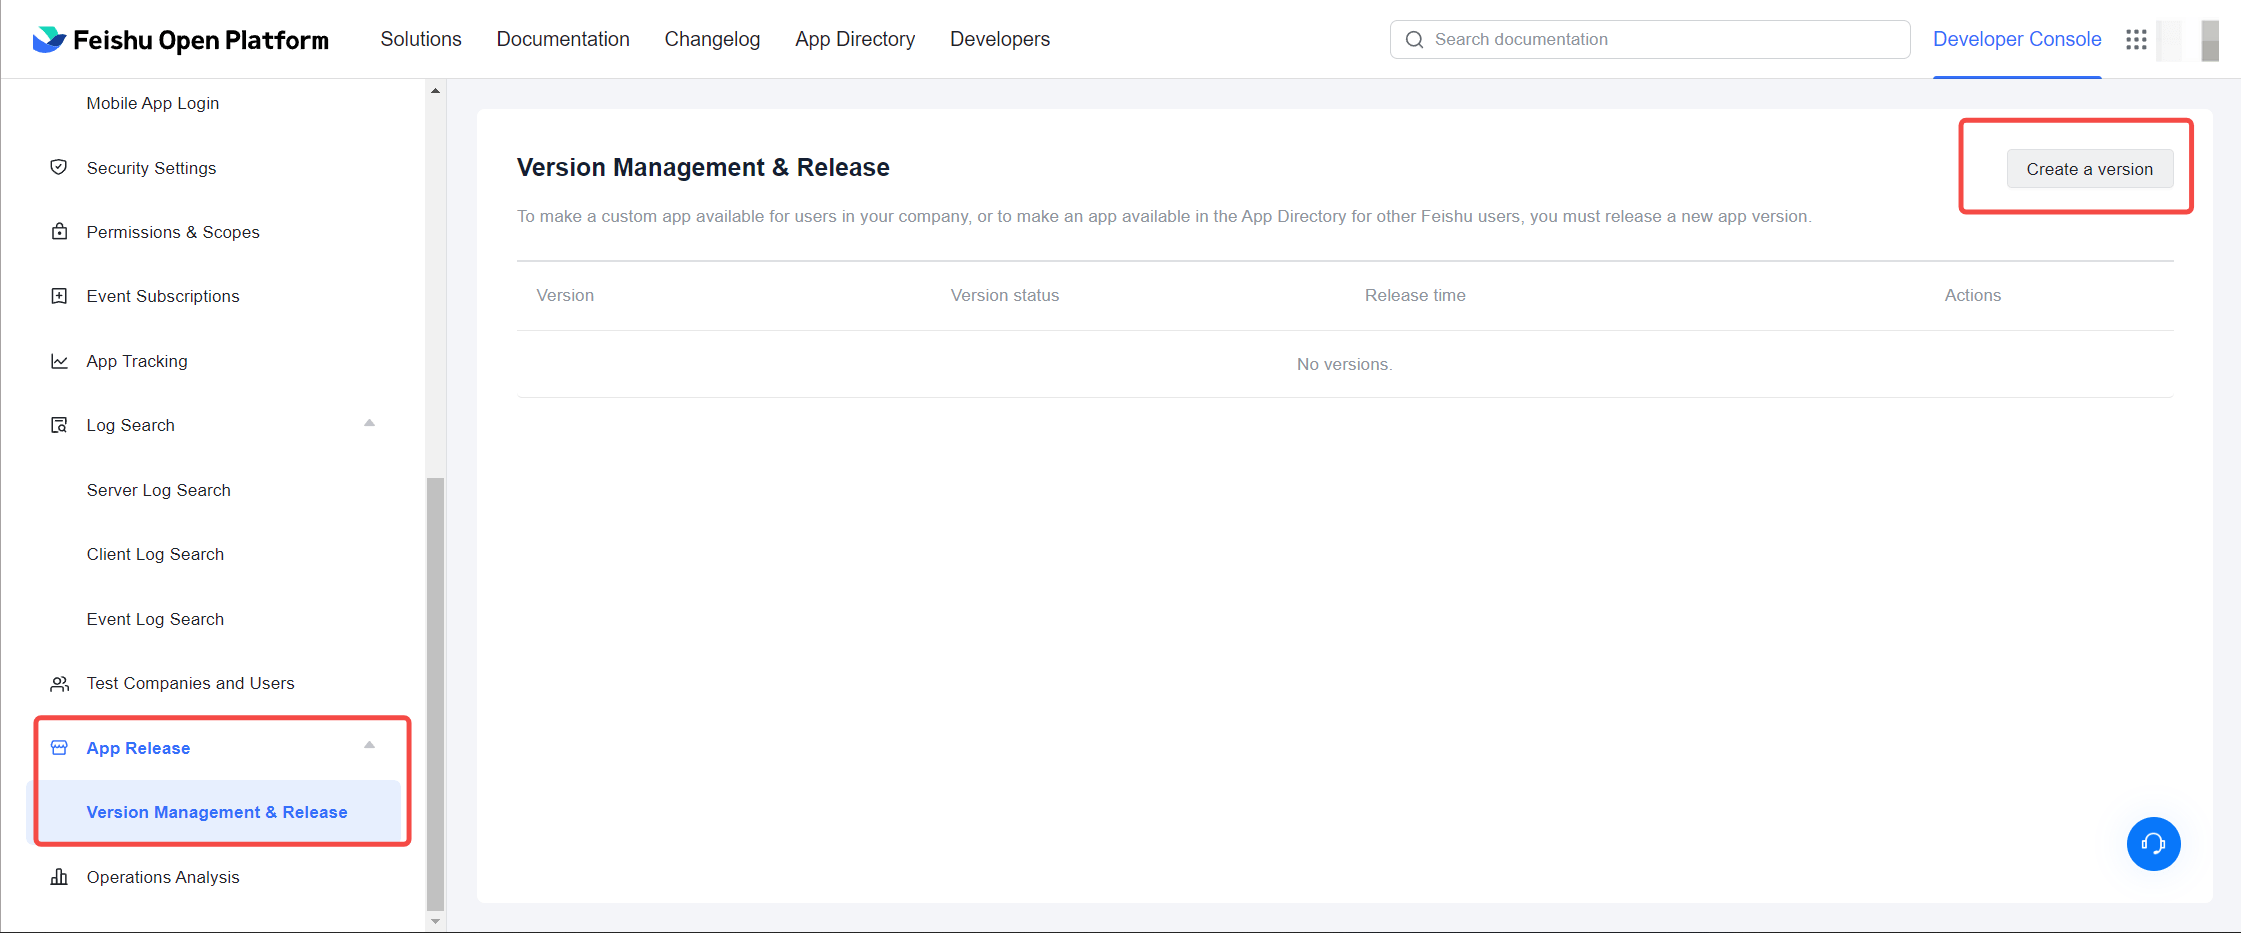 Feishu Open Platform
Solutions
Documentation
Changelog
App Directory
Developers
Search documentation
Developer Console
Mobile App Login
Security Settings
Permissions & Scopes
Event Subscriptions
App Tracking
Log Search
Server Log Search
Client Log Search
Event Log Search
Test Companies and Users
App Release
Version Management & Release
Operations Analysis
Version Management & Release
Create a version
To make a custom app available for users in your company, or to make an app available in the App Directory for other Feishu users, you must release a new app version.
Version
Version status
Release time
Actions
No versions.